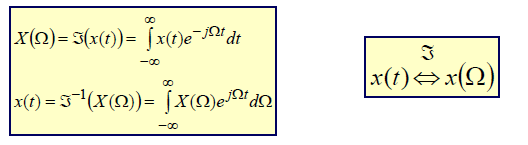 X(Ω) = ℑ(x(t)) = ∫_{-∞}^{∞} x(t)e^{-jΩt} dt
x(t) = ℑ^{-1}(X(Ω)) = ∫_{-∞}^{∞} X(Ω)e^{jΩt} dΩ
x(t) ⇔^{ℑ} x(Ω)